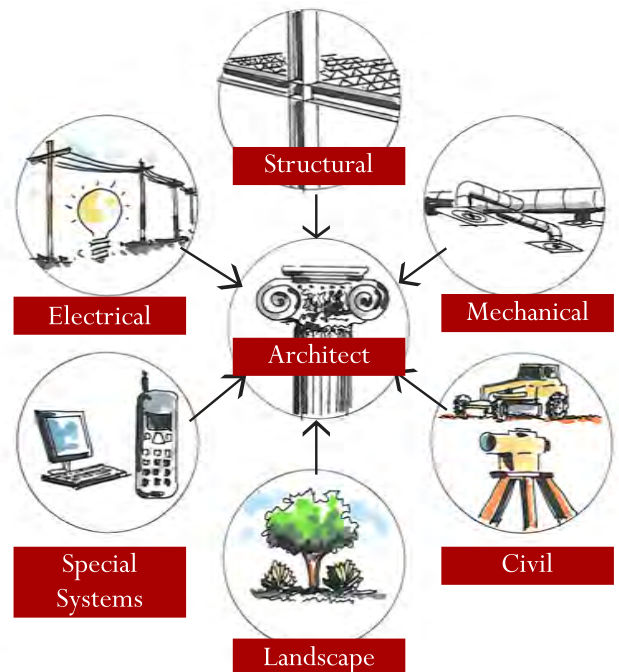 Structural
Electrical
Mechanical
Architect
Special
Systems
Civil
Landscape